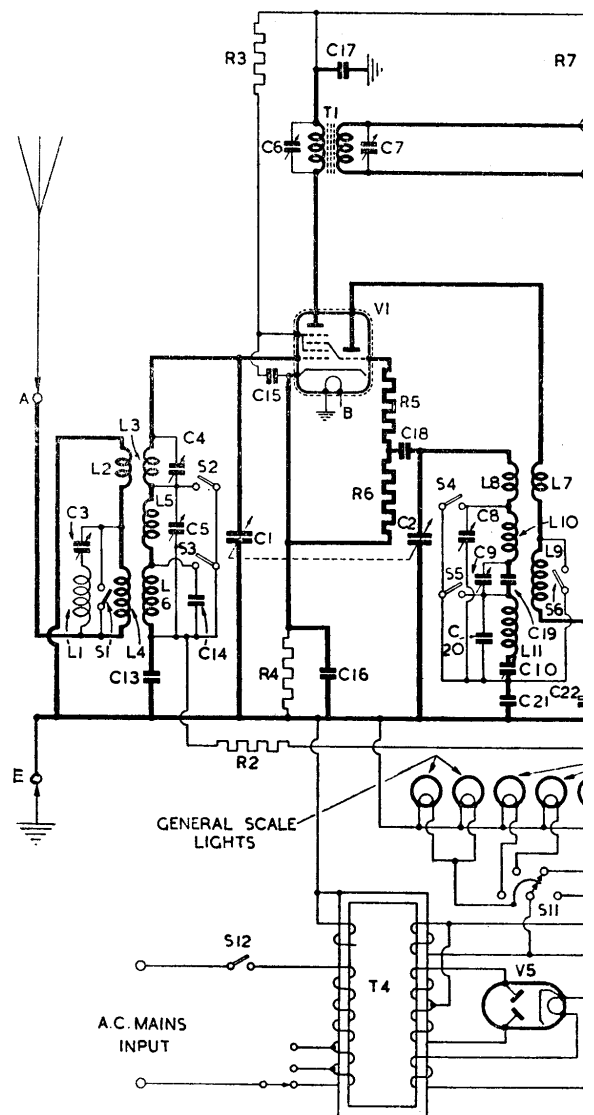 R3
C17
R7
T1
C6
C7
V1
A
C15
B
R5
C18
L3
C4
L2
S2
L8
L7
S4
R6
C3
L5
C5
C1
C2
C8
L10
S3
C9
L9
L
6
S5
S6
C19
L1
S1
L4
C14
C
20
L11
C13
R4
C16
C10
C21
C22
E
R2
GENERAL SCALE
LIGHTS
S11
S12
T4
V5
A.C. MAINS
INPUT